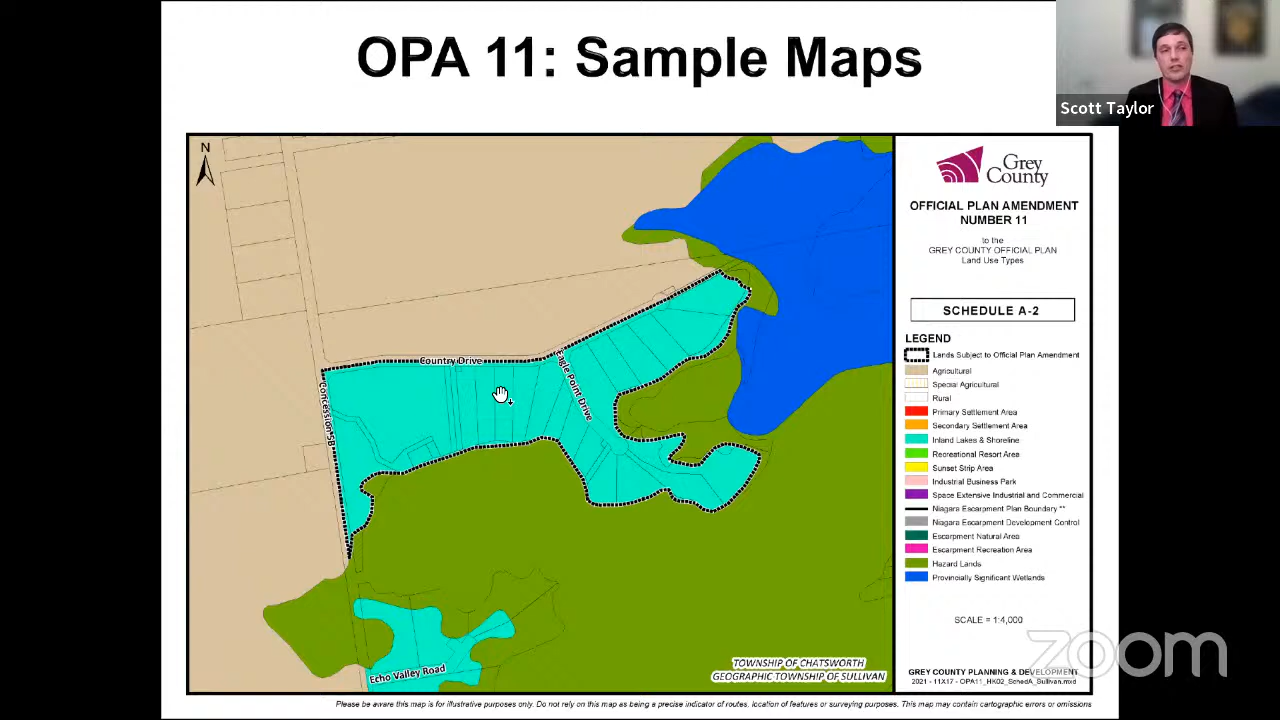 OPA 11: Sample Maps
Scott Taylor
N
Country Drive
Eagle Point Drive
Concession 5B
Echo Valley Road
TOWNSHIP OF CHATSWORTH
GEOGRAPHIC TOWNSHIP OF SULLIVAN
Grey
County
OFFICIAL PLAN AMENDMENT
NUMBER 11
to the
GREY COUNTY OFFICIAL PLAN
Land Use Types
SCHEDULE A-2
LEGEND
Lands Subject to Official Plan Amendment
Agricultural
Special Agricultural
Rural
Primary Settlement Area
Secondary Settlement Area
Inland Lakes & Shoreline
Recreational Resort Area
Sunset Strip Area
Industrial Business Park
Space Extensive Industrial and Commercial
Niagara Escarpment Plan Boundary **
Niagara Escarpment Development Control
Escarpment Natural Area
Escarpment Recreation Area
Hazard Lands
Provincially Significant Wetlands
SCALE = 1:4,000
zoom
GREY COUNTY PLANNING & DEVELOPMENT
2021 - 11X17 - OPA11_HK02_SchedA_Sullivan.mxd
Please be aware this map is for illustrative purposes only. Do not rely on this map as being a precise indicator of routes, location of features or surveying purposes. This map may contain cartographic errors or omissions